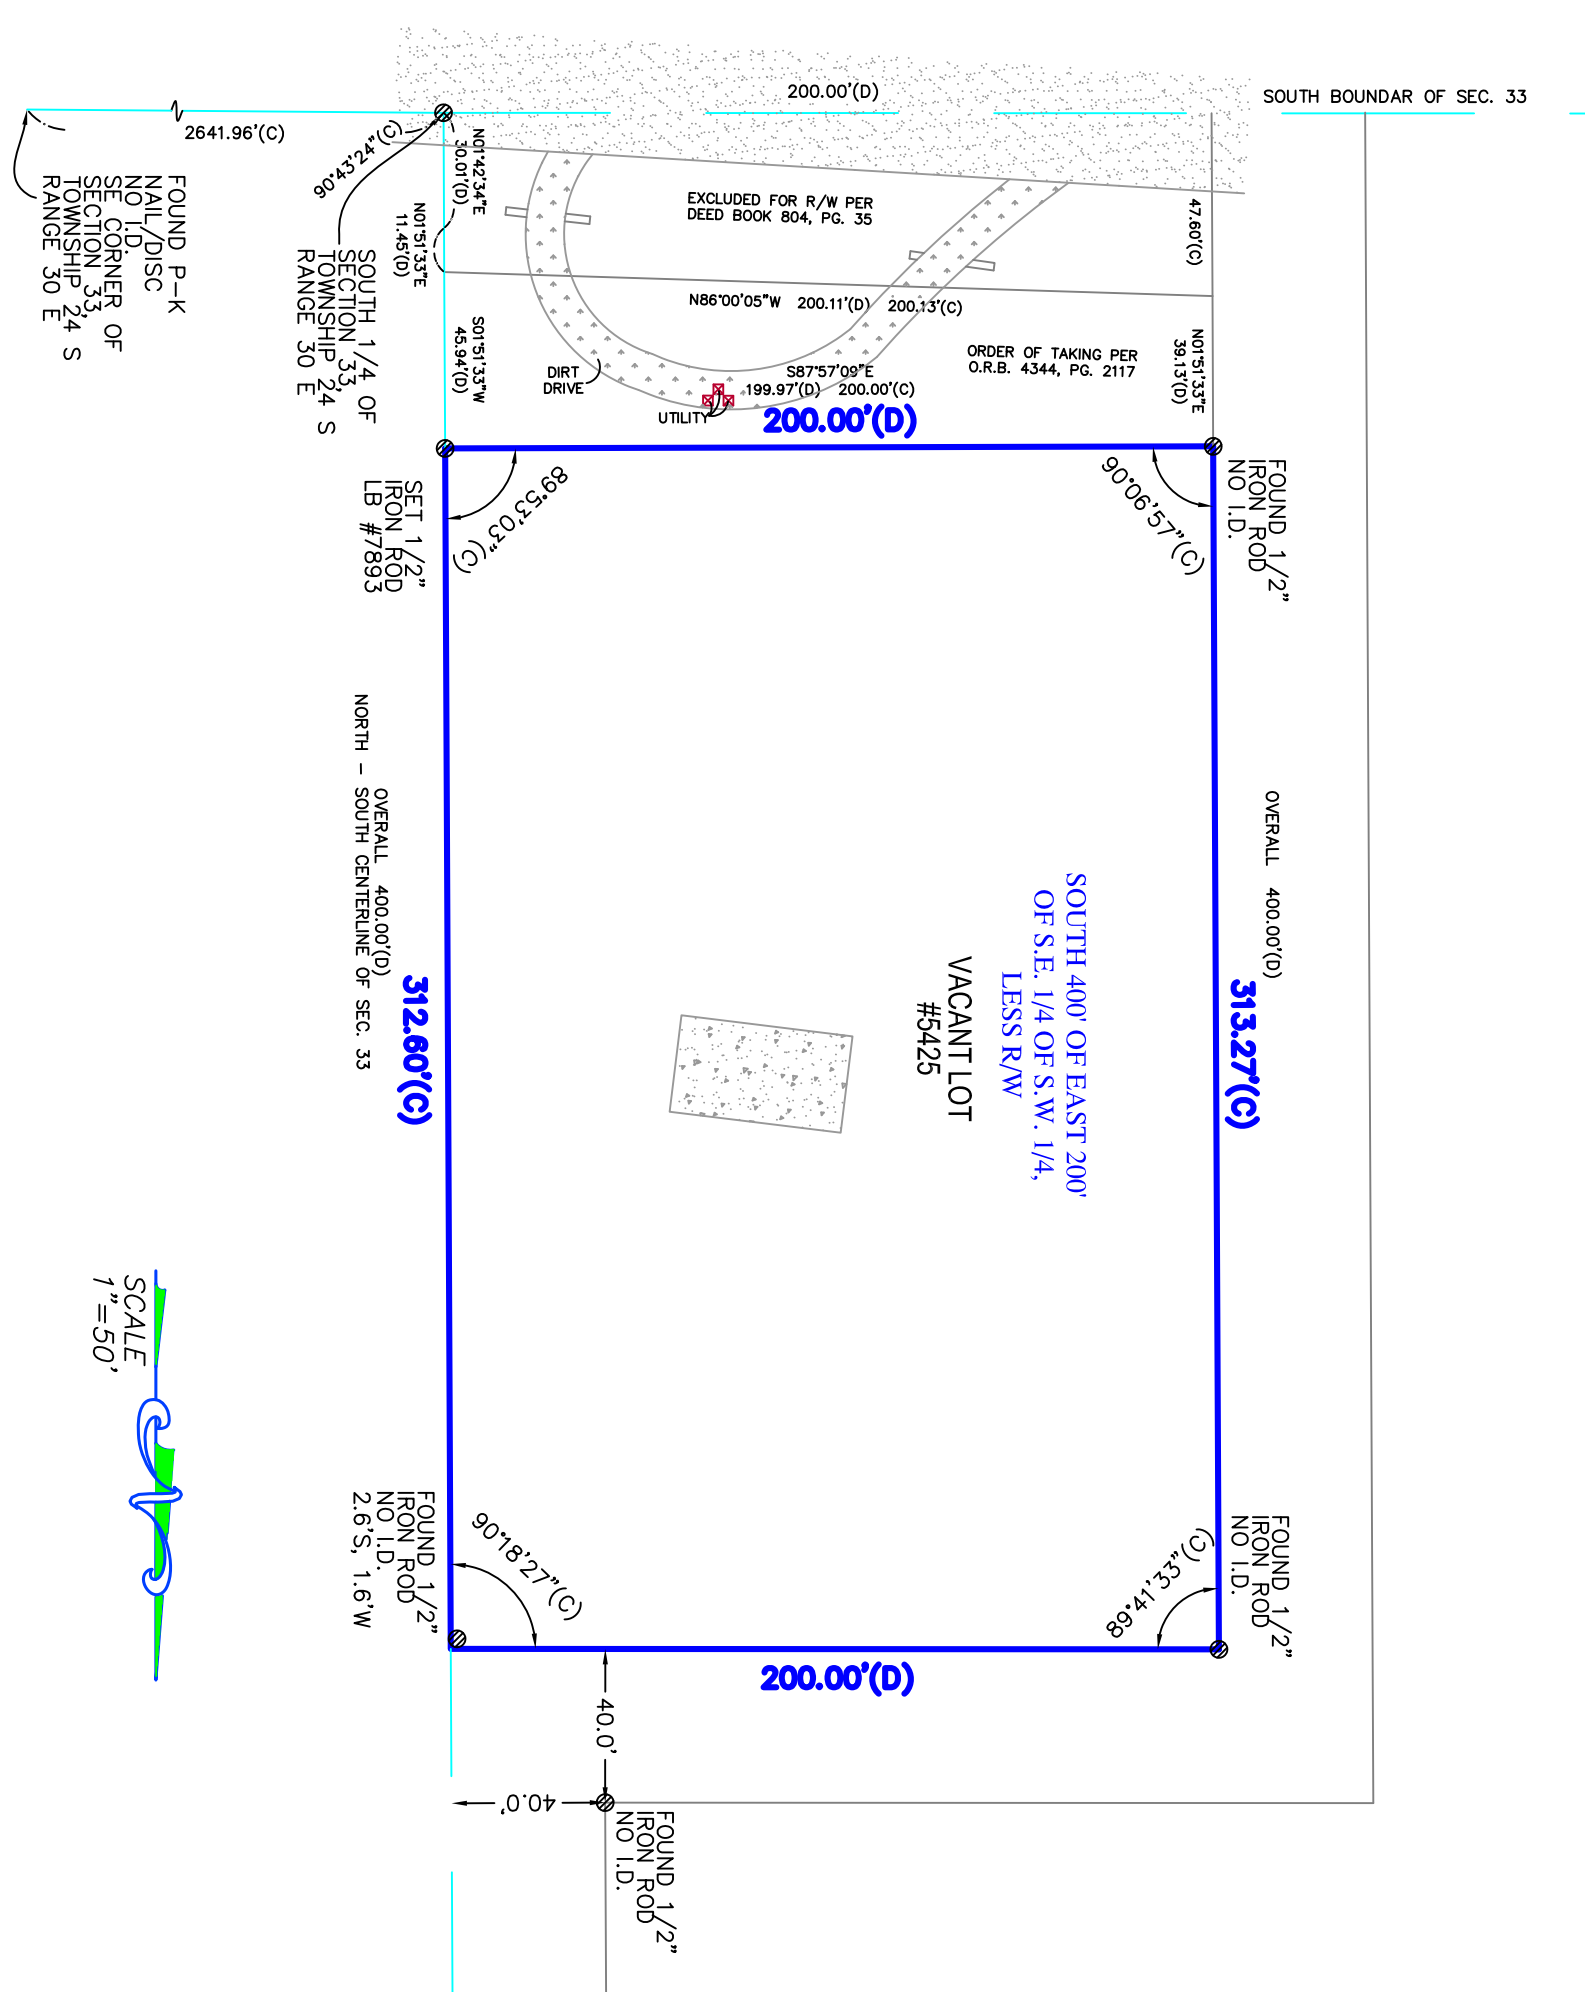 200.00'(D)
SOUTH BOUNDAR OF SEC. 33
2641.96'(C)
90°43'24"(C)
N01°42'34"E
30.01'(D)
N01°51'33"E
11.45'(D)
S01°51'33"W
45.94'(D)
EXCLUDED FOR R/W PER
DEED BOOK 804, PG. 35
47.60'(C)
N86°00'05"W 200.11'(D) 200.13'(C)
ORDER OF TAKING PER
O.R.B. 4344, PG. 2117
N01°51'33"E
39.13'(D)
FOUND P-K
NAIL/DISC
NO I.D.
SE CORNER OF
SECTION 33,
TOWNSHIP 24 S
RANGE 30 E
SOUTH 1/4 OF
SECTION 33,
TOWNSHIP 24 S
RANGE 30 E
DIRT
DRIVE
UTILITY
S87°57'09"E
199.97'(D) 200.00'(C)
200.00'(D)
89°53'03"(C)
90°06'57"(C)
SET 1/2"
IRON ROD
LB #7893
FOUND 1/2"
IRON ROD
NO I.D.
OVERALL 400.00'(D)
NORTH - SOUTH CENTERLINE OF SEC. 33
312.60'(C)
OVERALL 400.00'(D)
313.27'(C)
SOUTH 400' OF EAST 200'
OF S.E. 1/4 OF S.W. 1/4,
LESS R/W
VACANT LOT
#5425
SCALE
1"=50'
FOUND 1/2"
IRON ROD
NO I.D.
2.6'S, 1.6'W
90°18'27"(C)
89°41'33"(C)
FOUND 1/2"
IRON ROD
NO I.D.
200.00'(D)
40.0'
40.0'
FOUND 1/2"
IRON ROD
NO I.D.